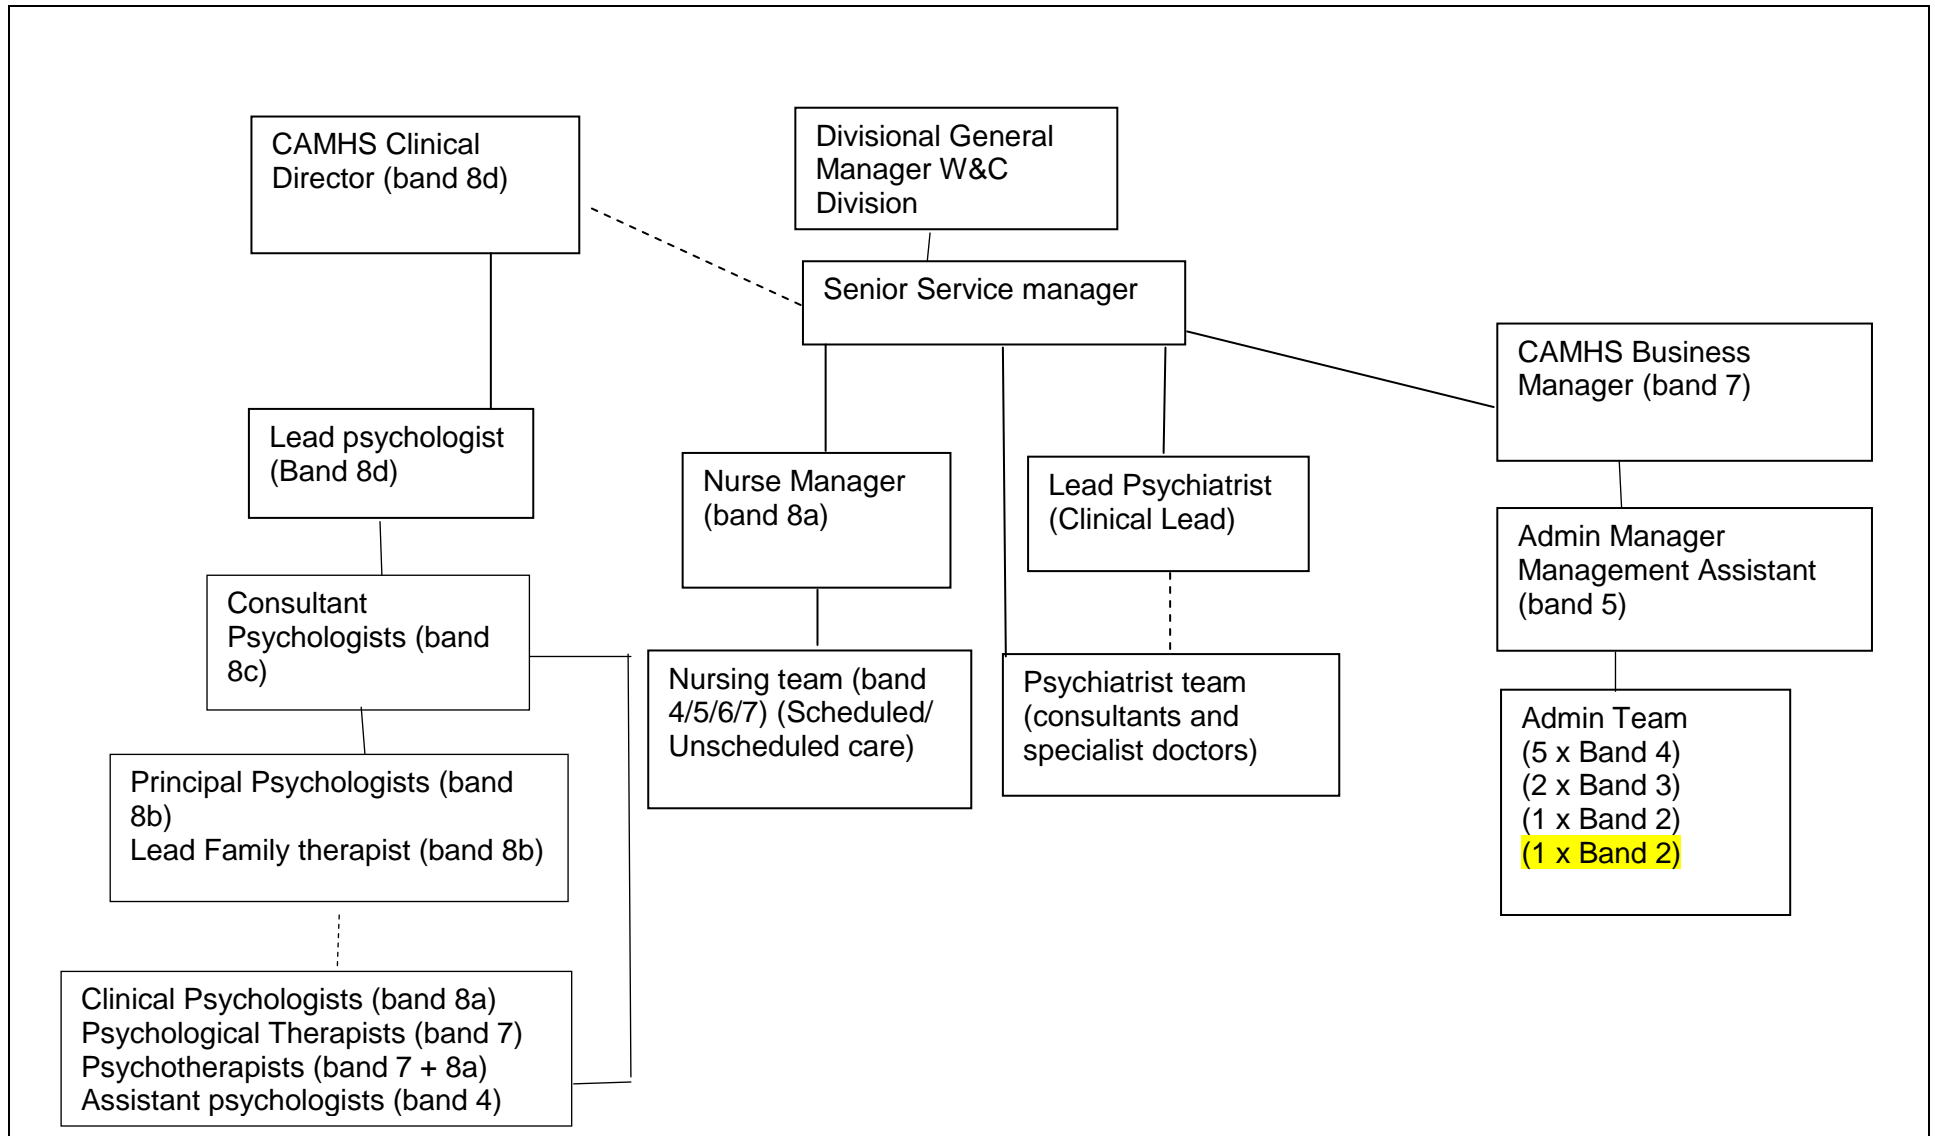 CAMHS Clinical
Director (band 8d)
Divisional General
Manager W&C
Division
Senior Service manager
CAMHS Business
Manager (band 7)
Lead psychologist
(Band 8d)
Nurse Manager
(band 8a)
Lead Psychiatrist
(Clinical Lead)
Admin Manager
Management Assistant
(band 5)
Consultant
Psychologists (band
8c)
Nursing team (band
4/5/6/7) (Scheduled/
Unscheduled care)
Psychiatrist team
(consultants and
specialist doctors)
Admin Team
(5 x Band 4)
(2 x Band 3)
(1 x Band 2)
(1 x Band 2)
Principal Psychologists (band
8b)
Lead Family therapist (band 8b)
Clinical Psychologists (band 8a)
Psychological Therapists (band 7)
Psychotherapists (band 7 + 8a)
Assistant psychologists (band 4)